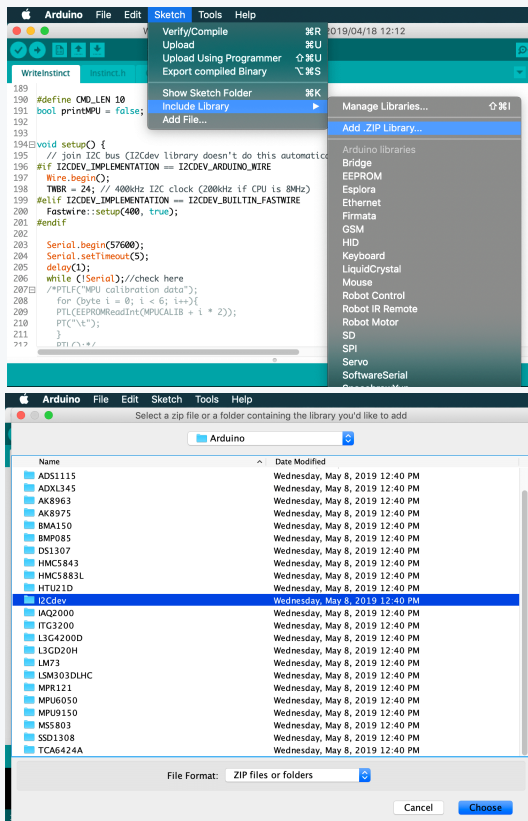 Arduino File Edit Sketch Tools Help
2019/04/18 12:12
Verify/Compile ⌘R
Upload ⌘U
Upload Using Programmer ⇧⌘U
Export compiled Binary ⌥⌘S
Show Sketch Folder ⌘K
Include Library ▶
Add File...
Manage Libraries... ⇧⌘I
Add .ZIP Library...
Arduino libraries
Bridge
EEPROM
Esplora
Ethernet
Firmata
GSM
HID
Keyboard
LiquidCrystal
Mouse
Robot Control
Robot IR Remote
Robot Motor
SD
SPI
Servo
SoftwareSerial
WriteInstinct Instinct.h
189
190 #define CMD_LEN 10
191 bool printMPU = false;
192
193
194 void setup() {
195 // join I2C bus (I2Cdev library doesn't do this automatic
196 #if I2CDEV_IMPLEMENTATION == I2CDEV_ARDUINO_WIRE
197 Wire.begin();
198 TWBR = 24; // 400kHz I2C clock (200kHz if CPU is 8MHz)
199 #elif I2CDEV_IMPLEMENTATION == I2CDEV_BUILTIN_FASTWIRE
200 Fastwire::setup(400, true);
201 #endif
202
203 Serial.begin(57600);
204 Serial.setTimeout(5);
205 delay(1);
206 while (!Serial);//check here
207 /*PTLF("MPU calibration data");
208 for (byte i = 0; i < 6; i++){
209 PTL(EEPROMReadInt(MPUCALIB + i * 2));
210 PT("\t");
211 }
212 PTL();*/
Arduino File Edit Sketch Tools Help
Select a zip file or a folder containing the library you'd like to add
Arduino
Name Date Modified
ADS1115 Wednesday, May 8, 2019 12:40 PM
ADXL345 Wednesday, May 8, 2019 12:40 PM
AK8963 Wednesday, May 8, 2019 12:40 PM
AK8975 Wednesday, May 8, 2019 12:40 PM
BMA150 Wednesday, May 8, 2019 12:40 PM
BMP085 Wednesday, May 8, 2019 12:40 PM
DS1307 Wednesday, May 8, 2019 12:40 PM
HMC5843 Wednesday, May 8, 2019 12:40 PM
HMC5883L Wednesday, May 8, 2019 12:40 PM
HTU21D Wednesday, May 8, 2019 12:40 PM
I2Cdev Wednesday, May 8, 2019 12:40 PM
IAQ2000 Wednesday, May 8, 2019 12:40 PM
ITG3200 Wednesday, May 8, 2019 12:40 PM
L3G4200D Wednesday, May 8, 2019 12:40 PM
L3GD20H Wednesday, May 8, 2019 12:40 PM
LM73 Wednesday, May 8, 2019 12:40 PM
LSM303DLHC Wednesday, May 8, 2019 12:40 PM
MPR121 Wednesday, May 8, 2019 12:40 PM
MPU6050 Wednesday, May 8, 2019 12:40 PM
MPU9150 Wednesday, May 8, 2019 12:40 PM
MS5803 Wednesday, May 8, 2019 12:40 PM
SSD1308 Wednesday, May 8, 2019 12:40 PM
TCA6424A Wednesday, May 8, 2019 12:40 PM
File Format: ZIP files or folders
Cancel Choose